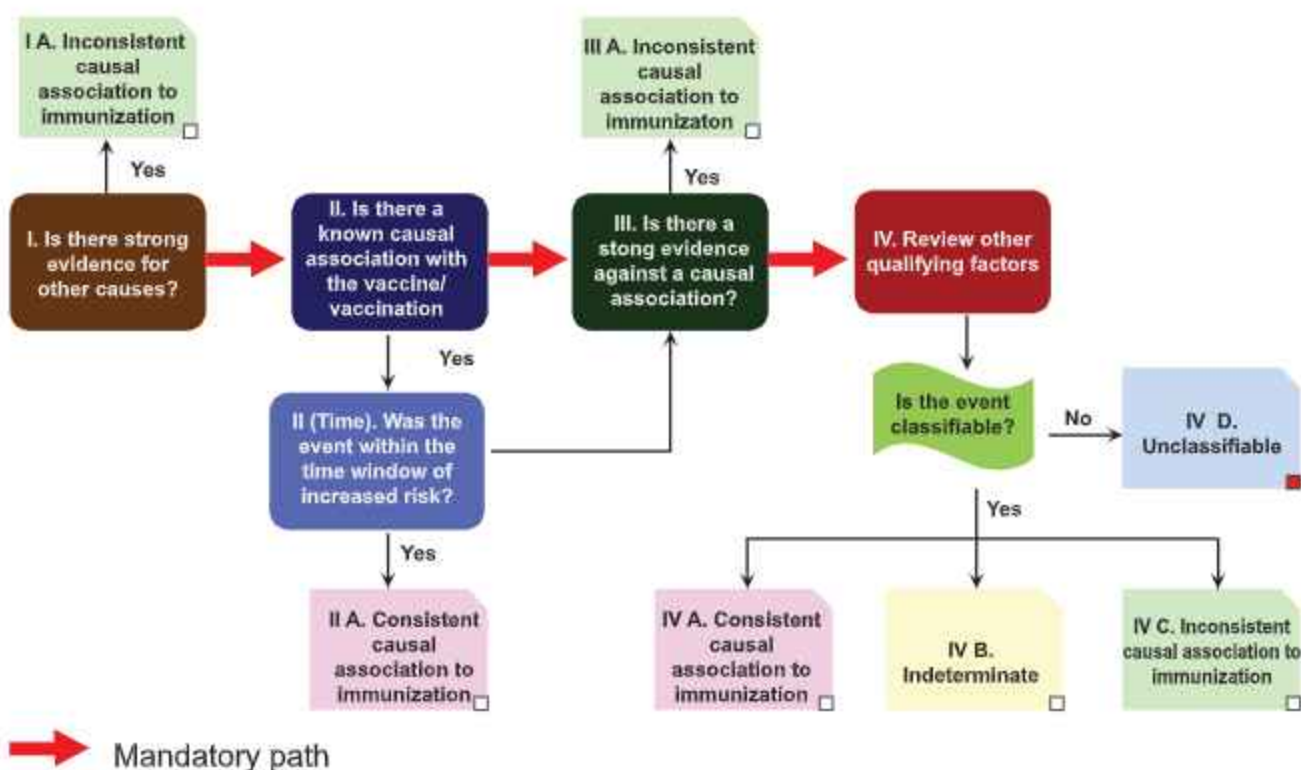 I A. Inconsistent
causal
association to
immunization
Yes
III A. Inconsistent
causal
association to
immunizaton
Yes
I. Is there strong
evidence for
other causes?
II. Is there a
known causal
association with
the vaccine/
vaccination
III. Is there a
stong evidence
against a causal
association?
IV. Review other
qualifying factors
Yes
II (Time). Was the
event within the
time window of
increased risk?
Is the event
classifiable?
No
IV D.
Unclassifiable
Yes
Yes
II A. Consistent
causal
association to
immunization
IV A. Consistent
causal
association to
immunization
IV B.
Indeterminate
IV C. Inconsistent
causal association to
immunization
Mandatory path